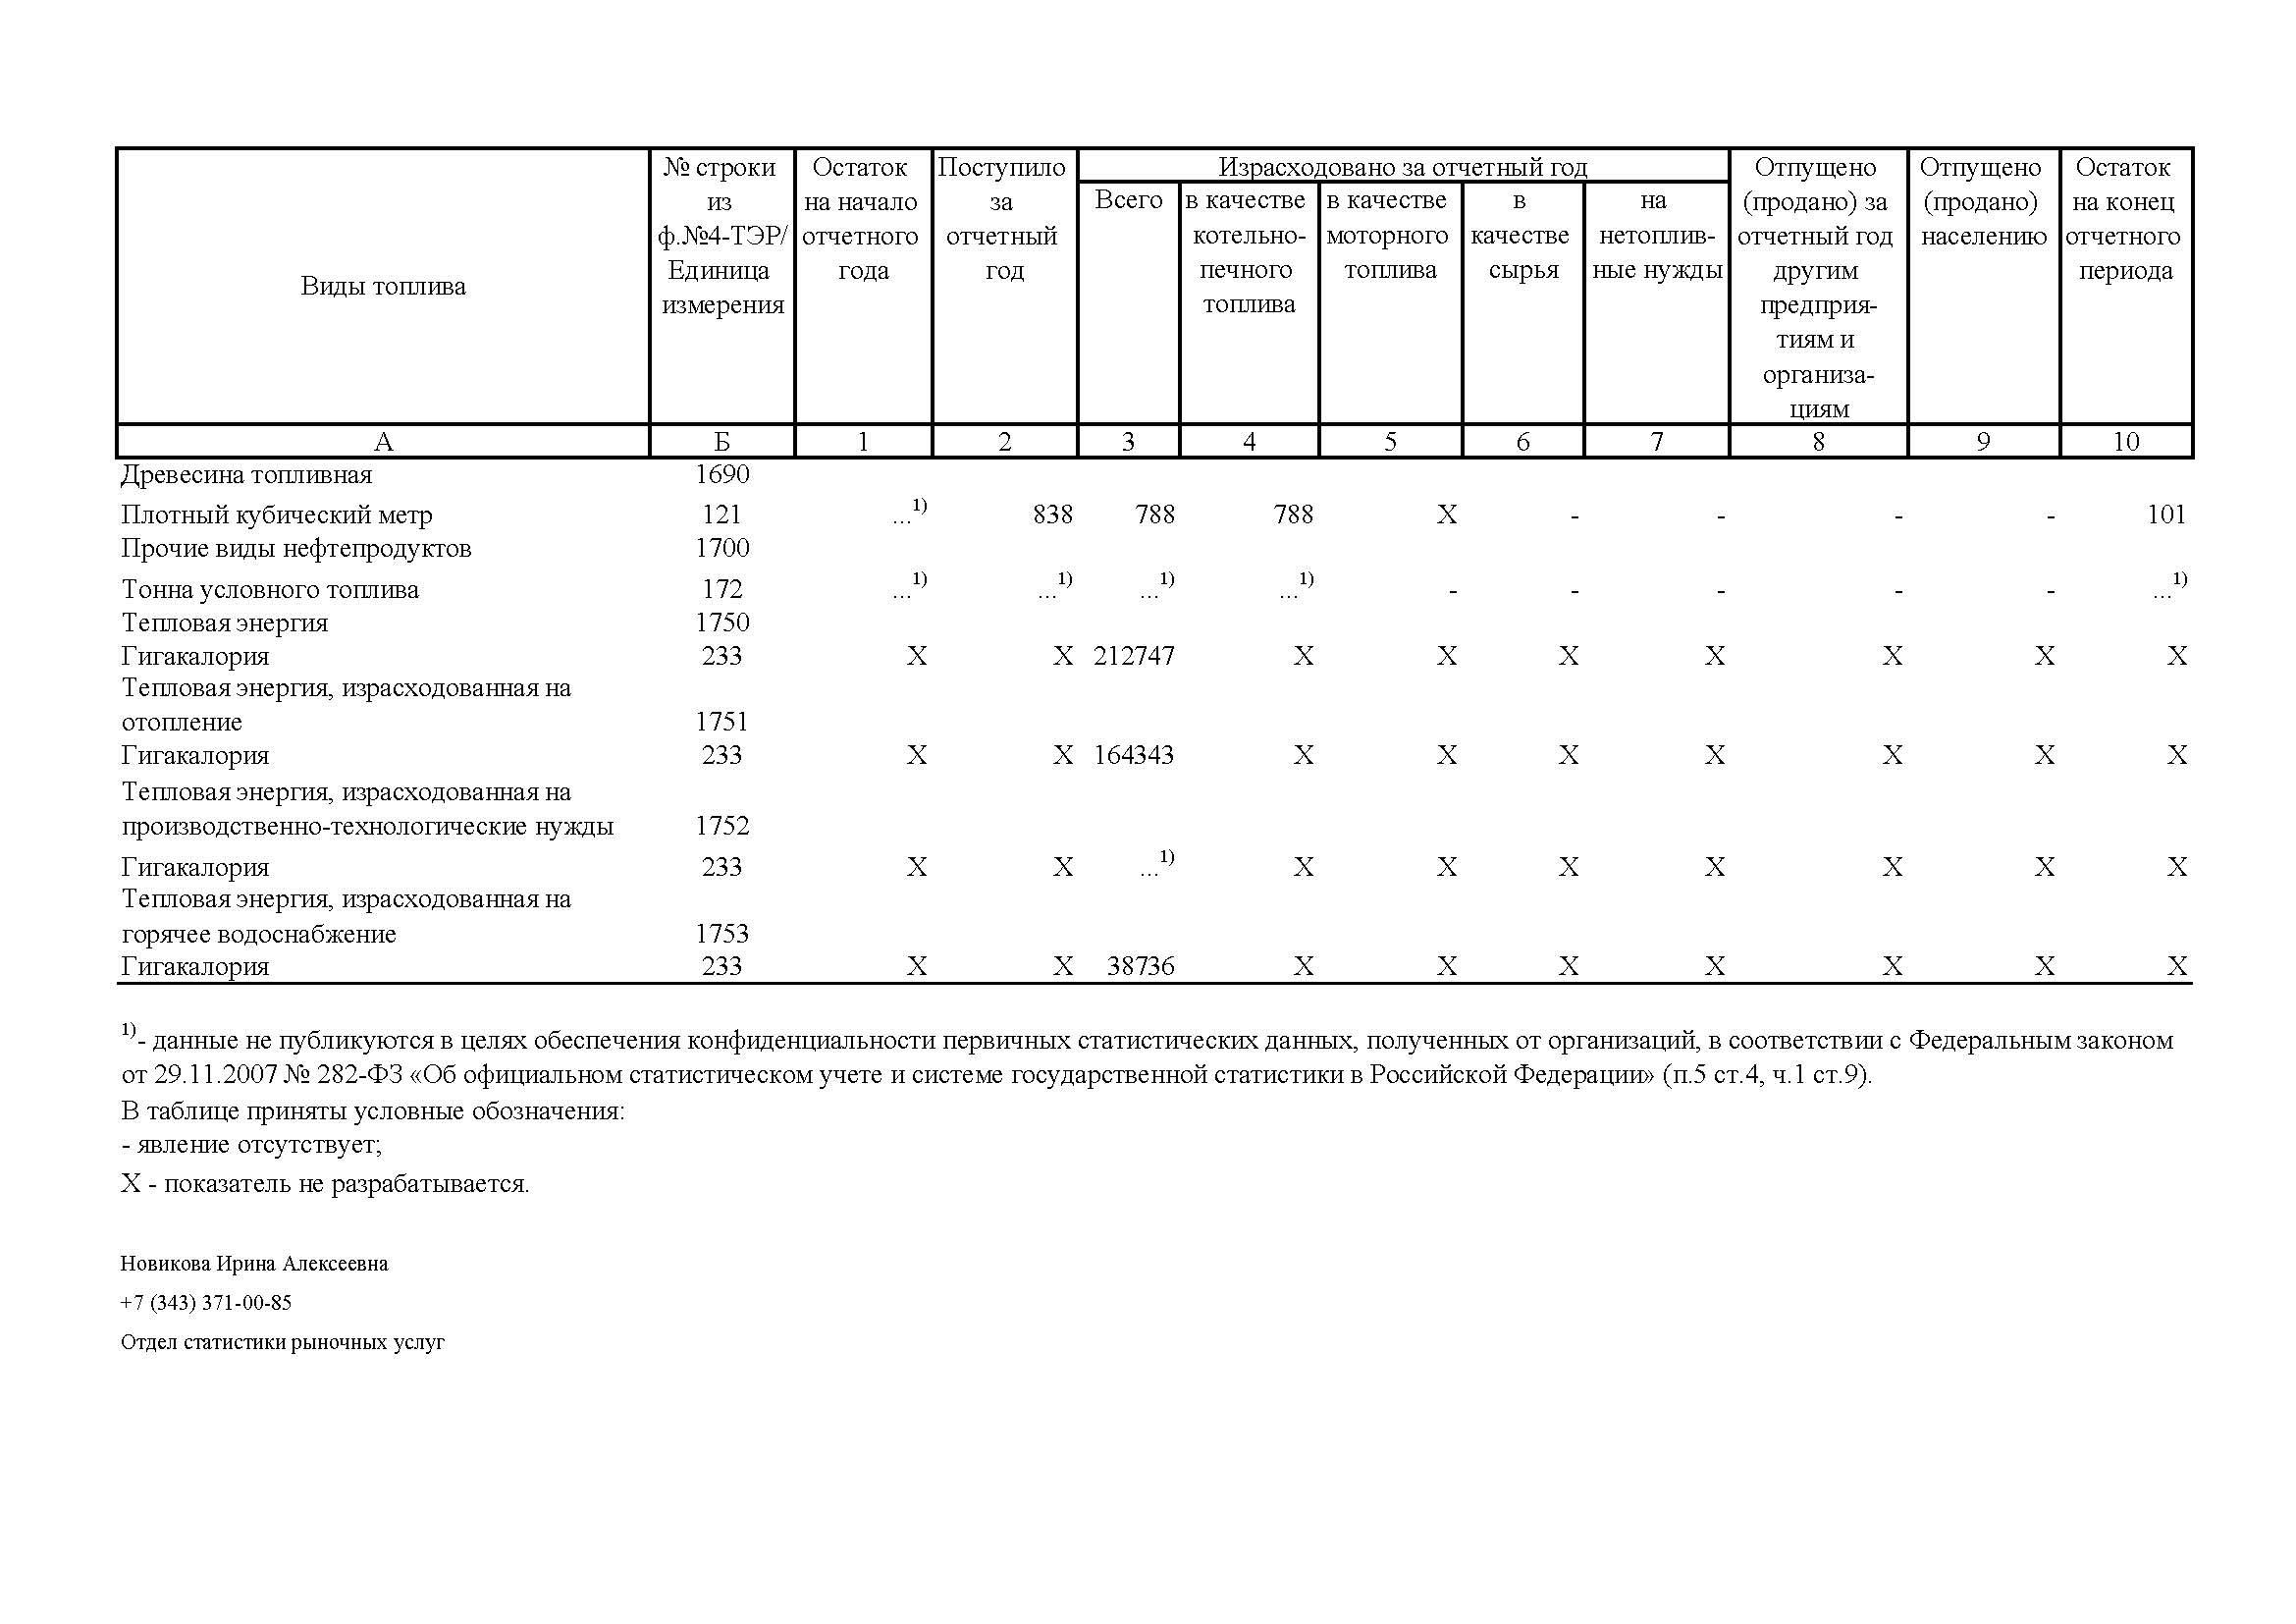 Виды топлива
№ строки
из
ф.№4-ТЭР/
Единица
измерения
Остаток
на начало
отчетного
года
Поступило
за
отчетный
год
Израсходовано за отчетный год
Всего
в качестве
котельно-
печного
топлива
в качестве
моторного
топлива
в
качестве
сырья
на
нетоплив-
ные нужды
Отпущено
(продано) за
отчетный год
другим
предприя-
тиям и
организа-
циям
Отпущено
(продано)
населению
Остаток
на конец
отчетного
периода
А Б 1 2 3 4 5 6 7 8 9 10
Древесина топливная 1690
Плотный кубический метр 121 ...1) 838 788 788 X - - - - 101
Прочие виды нефтепродуктов 1700
Тонна условного топлива 172 ...1) ...1) ...1) ...1) - - - - - ...1)
Тепловая энергия 1750
Гигакалория 233 X X 212747 X X X X X X X
Тепловая энергия, израсходованная на
отопление 1751
Гигакалория 233 X X 164343 X X X X X X X
Тепловая энергия, израсходованная на
производственно-технологические нужды 1752
Гигакалория 233 X X ...1) X X X X X X X
Тепловая энергия, израсходованная на
горячее водоснабжение 1753
Гигакалория 233 X X 38736 X X X X X X X
1)- данные не публикуются в целях обеспечения конфиденциальности первичных статистических данных, полученных от организаций, в соответствии с Федеральным законом
от 29.11.2007 № 282-ФЗ «Об официальном статистическом учете и системе государственной статистики в Российской Федерации» (п.5 ст.4, ч.1 ст.9).
В таблице приняты условные обозначения:
- явление отсутствует;
X - показатель не разрабатывается.
Новикова Ирина Алексеевна
+7 (343) 371-00-85
Отдел статистики рыночных услуг